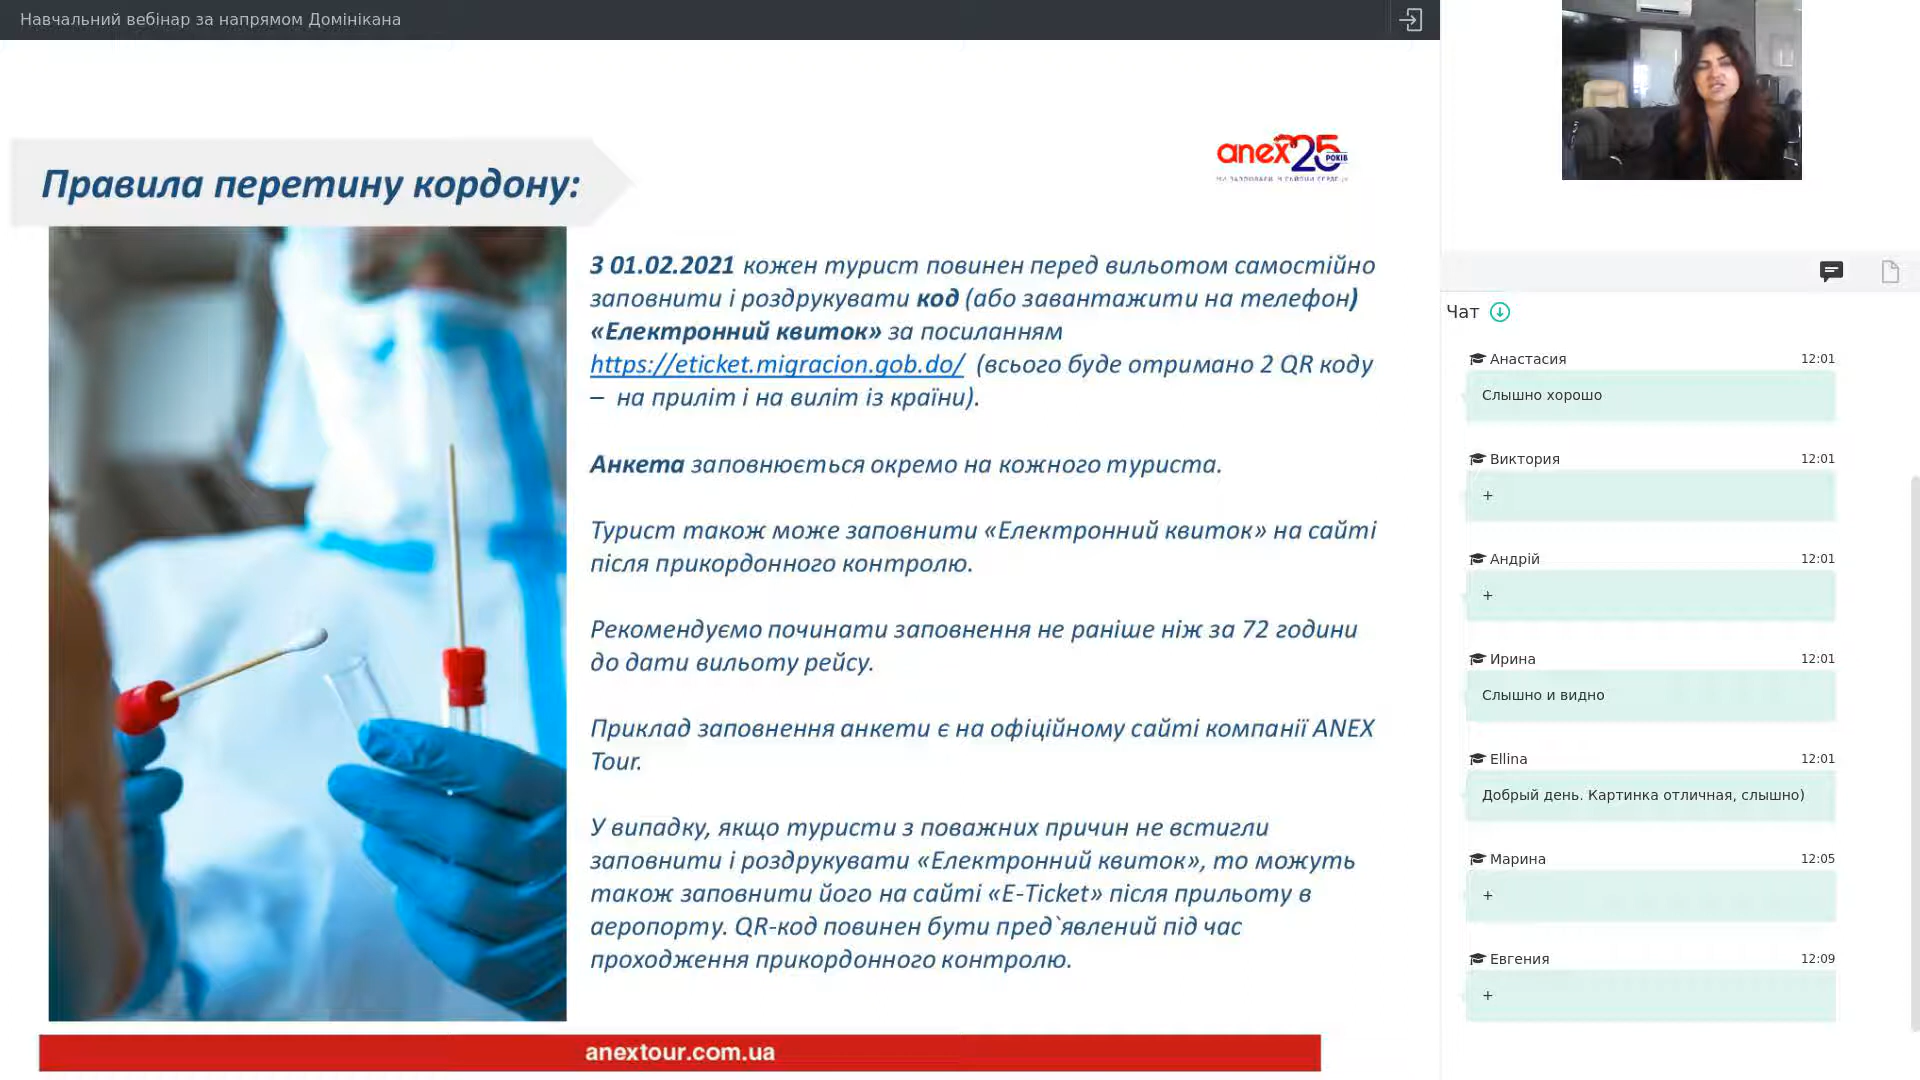 Навчальний вебінар за напрямом Домінікана
anex 25
РОКІВ
Правила перетину кордону:
З 01.02.2021 кожен турист повинен перед вильотом самостійно
заповнити і роздрукувати код (або завантажити на телефон)
«Електронний квиток» за посиланням
https://eticket.migracion.gob.do/ (всього буде отримано 2 QR коду
– на приліт і на виліт із країни).
Анкета заповнюється окремо на кожного туриста.
Турист також може заповнити «Електронний квиток» на сайті
після прикордонного контролю.
Рекомендуємо починати заповнення не раніше ніж за 72 години
до дати вильоту рейсу.
Приклад заповнення анкети є на офіційному сайті компанії ANEX
Tour.
У випадку, якщо туристи з поважних причин не встигли
заповнити і роздрукувати «Електронний квиток», то можуть
також заповнити його на сайті «E-Ticket» після прильоту в
аеропорту. QR-код повинен бути пред`явлений під час
проходження прикордонного контролю.
anextour.com.ua
Чат
Анастасия 12:01
Слышно хорошо
Виктория 12:01
+
Андрій 12:01
+
Ирина 12:01
Слышно и видно
Ellina 12:01
Добрый день. Картинка отличная, слышно)
Марина 12:05
+
Евгения 12:09
+